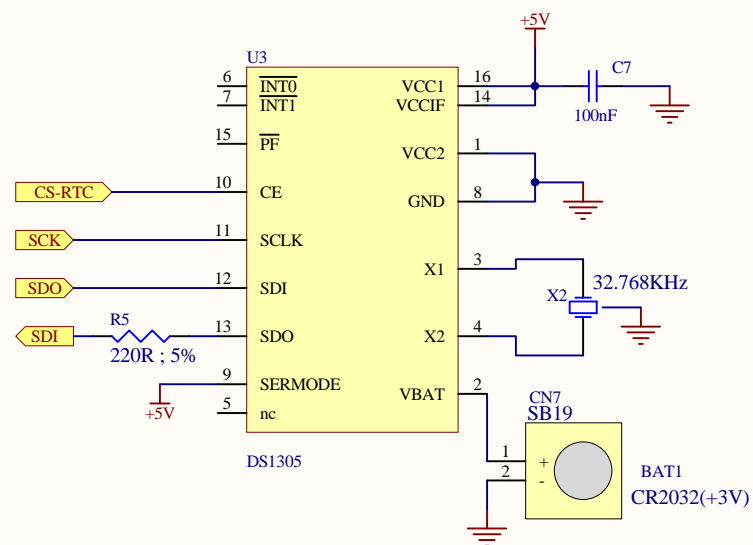 +5V
U3
C7
100nF
6 INT0 VCC1 16
7 INT1 VCCIF 14
15 PF
VCC2 1
CS-RTC 10 CE
GND 8
SCK 11 SCLK
X1 3
SDO 12 SDI
X2 32.768KHz
R5
SDI 13 SDO X2 4
220R ; 5%
9 SERMODE
+5V
VBAT 2
5 nc
CN7
SB19
DS1305
1 +
2 -
BAT1
CR2032(+3V)